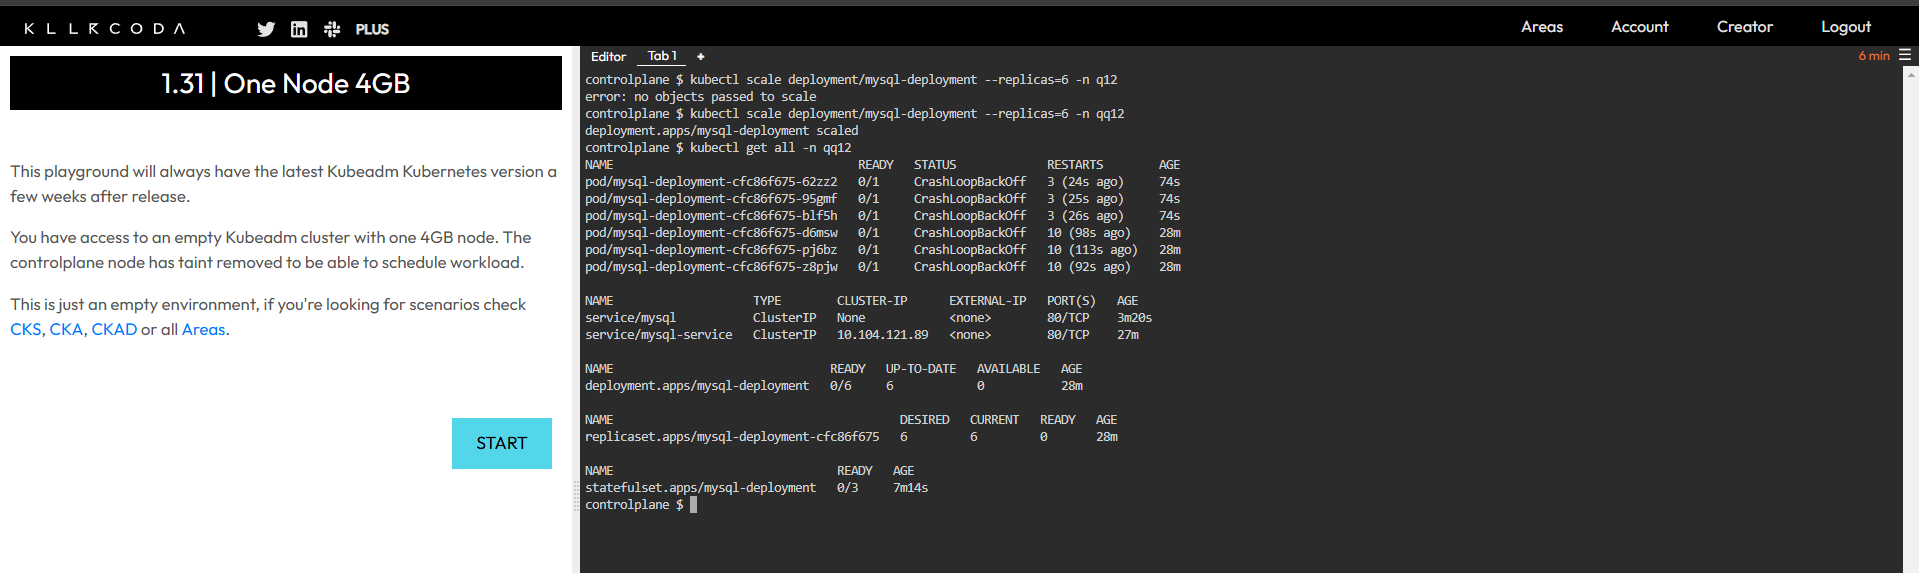 KLLRCODA
PLUS
Areas Account Creator Logout
1.31 | One Node 4GB
This playground will always have the latest Kubeadm Kubernetes version a
few weeks after release.
You have access to an empty Kubeadm cluster with one 4GB node. The
controlplane node has taint removed to be able to schedule workload.
This is just an empty environment, if you're looking for scenarios check
CKS, CKA, CKAD or all Areas.
START
Editor Tab 1 +
6 min
controlplane $ kubectl scale deployment/mysql-deployment --replicas=6 -n q12
error: no objects passed to scale
controlplane $ kubectl scale deployment/mysql-deployment --replicas=6 -n qq12
deployment.apps/mysql-deployment scaled
controlplane $ kubectl get all -n qq12
NAME READY STATUS RESTARTS AGE
pod/mysql-deployment-cfc86f675-62zz2 0/1 CrashLoopBackOff 3 (24s ago) 74s
pod/mysql-deployment-cfc86f675-95gmf 0/1 CrashLoopBackOff 3 (25s ago) 74s
pod/mysql-deployment-cfc86f675-blf5h 0/1 CrashLoopBackOff 3 (26s ago) 74s
pod/mysql-deployment-cfc86f675-d6msw 0/1 CrashLoopBackOff 10 (98s ago) 28m
pod/mysql-deployment-cfc86f675-pj6bz 0/1 CrashLoopBackOff 10 (113s ago) 28m
pod/mysql-deployment-cfc86f675-z8pjw 0/1 CrashLoopBackOff 10 (92s ago) 28m
NAME TYPE CLUSTER-IP EXTERNAL-IP PORT(S) AGE
service/mysql ClusterIP None <none> 80/TCP 3m20s
service/mysql-service ClusterIP 10.104.121.89 <none> 80/TCP 27m
NAME READY UP-TO-DATE AVAILABLE AGE
deployment.apps/mysql-deployment 0/6 6 0 28m
NAME DESIRED CURRENT READY AGE
replicaset.apps/mysql-deployment-cfc86f675 6 6 0 28m
NAME READY AGE
statefulset.apps/mysql-deployment 0/3 7m14s
controlplane $